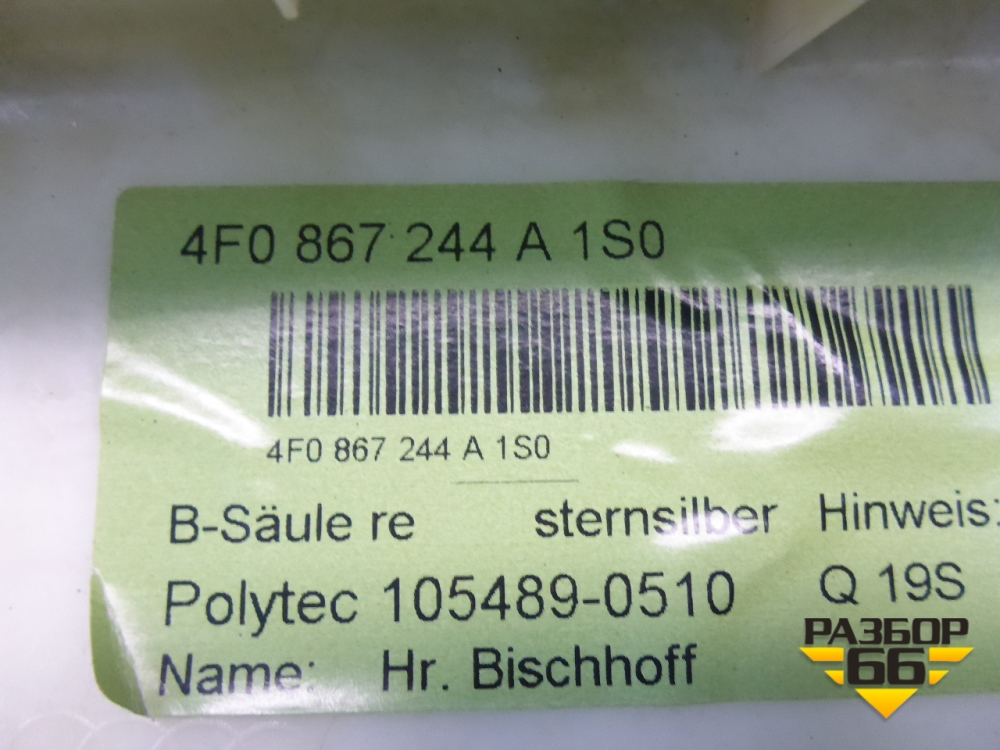 4F0 867 244 A 1S0
4F0 867 244 A 1S0
B-Säule re sternsilber Hinweis:
Polytec 105489-0510 Q 19S
Name: Hr. Bischhoff
РАЗБОР
66